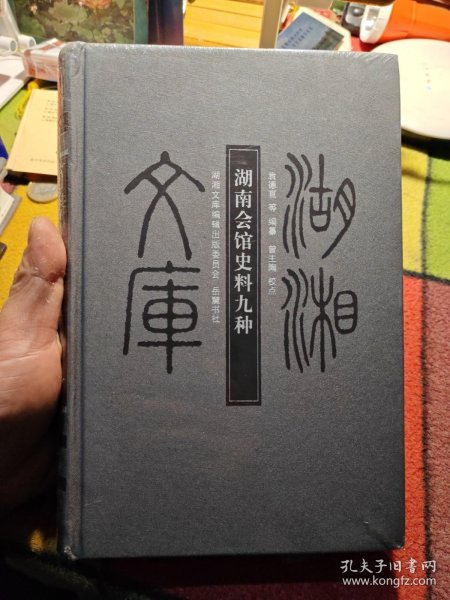 湖湘
文庫
湖南会馆史料九种
袁德宣 等 编纂 曾主陶 校点
湖湘文库编辑出版委员会 岳麓书社
孔夫子旧书网
www.kongfz.com